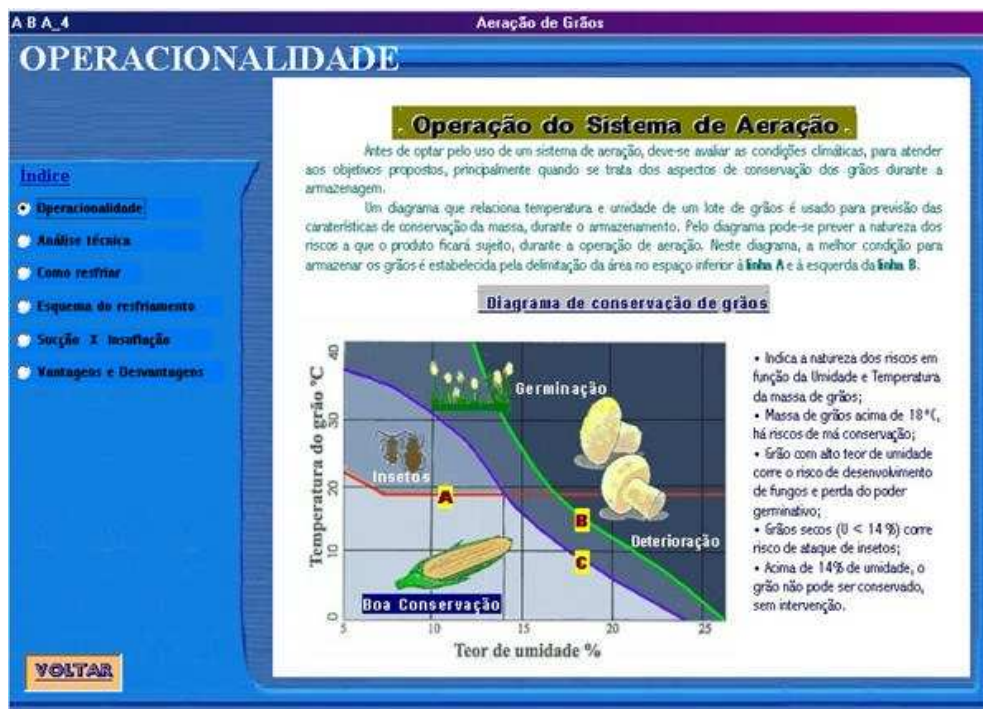 A B A_4
Aeração de Grãos
OPERACIONALIDADE
Índice
Operacionalidade
Análise técnica
Como resfriar
Esquema do resfriamento
Sucção X Insuflação
Vantagens e Desvantagens
VOLTAR
Operação do Sistema de Aeração
Antes de optar pelo uso de um sistema de aeração, deve-se avaliar as condições climáticas, para atender
aos objetivos propostos, principalmente quando se trata dos aspectos de conservação dos grãos durante a
armazenagem.
Um diagrama que relaciona temperatura e umidade de um lote de grãos é usado para previsão das
caraterísticas de conservação da massa, durante o armazenamento. Pelo diagrama pode-se prever a natureza dos
riscos a que o produto ficará sujeito, durante a operação de aeração. Neste diagrama, a melhor condição para
armazenar os grãos é estabelecida pela delimitação da área no espaço inferior à linha A e à esquerda da linha B.
Diagrama de conservação de grãos
Temperatura do grão ºC
40
30
20
10
0
Germinação
Insetos
A
B
C
Deterioração
Boa Conservação
5 10 15 20 25
Teor de umidade %
• Indica a natureza dos riscos em
função da Umidade e Temperatura
da massa de grãos;
• Massa de grãos acima de 18°C,
há riscos de má conservação;
• Grão com alto teor de umidade
corre o risco de desenvolvimento
de fungos e perda do poder
germinativo;
• Grãos secos (U < 14 %) corre
risco de ataque de insetos;
• Acima de 14% de umidade, o
grão não pode ser conservado,
sem intervenção.